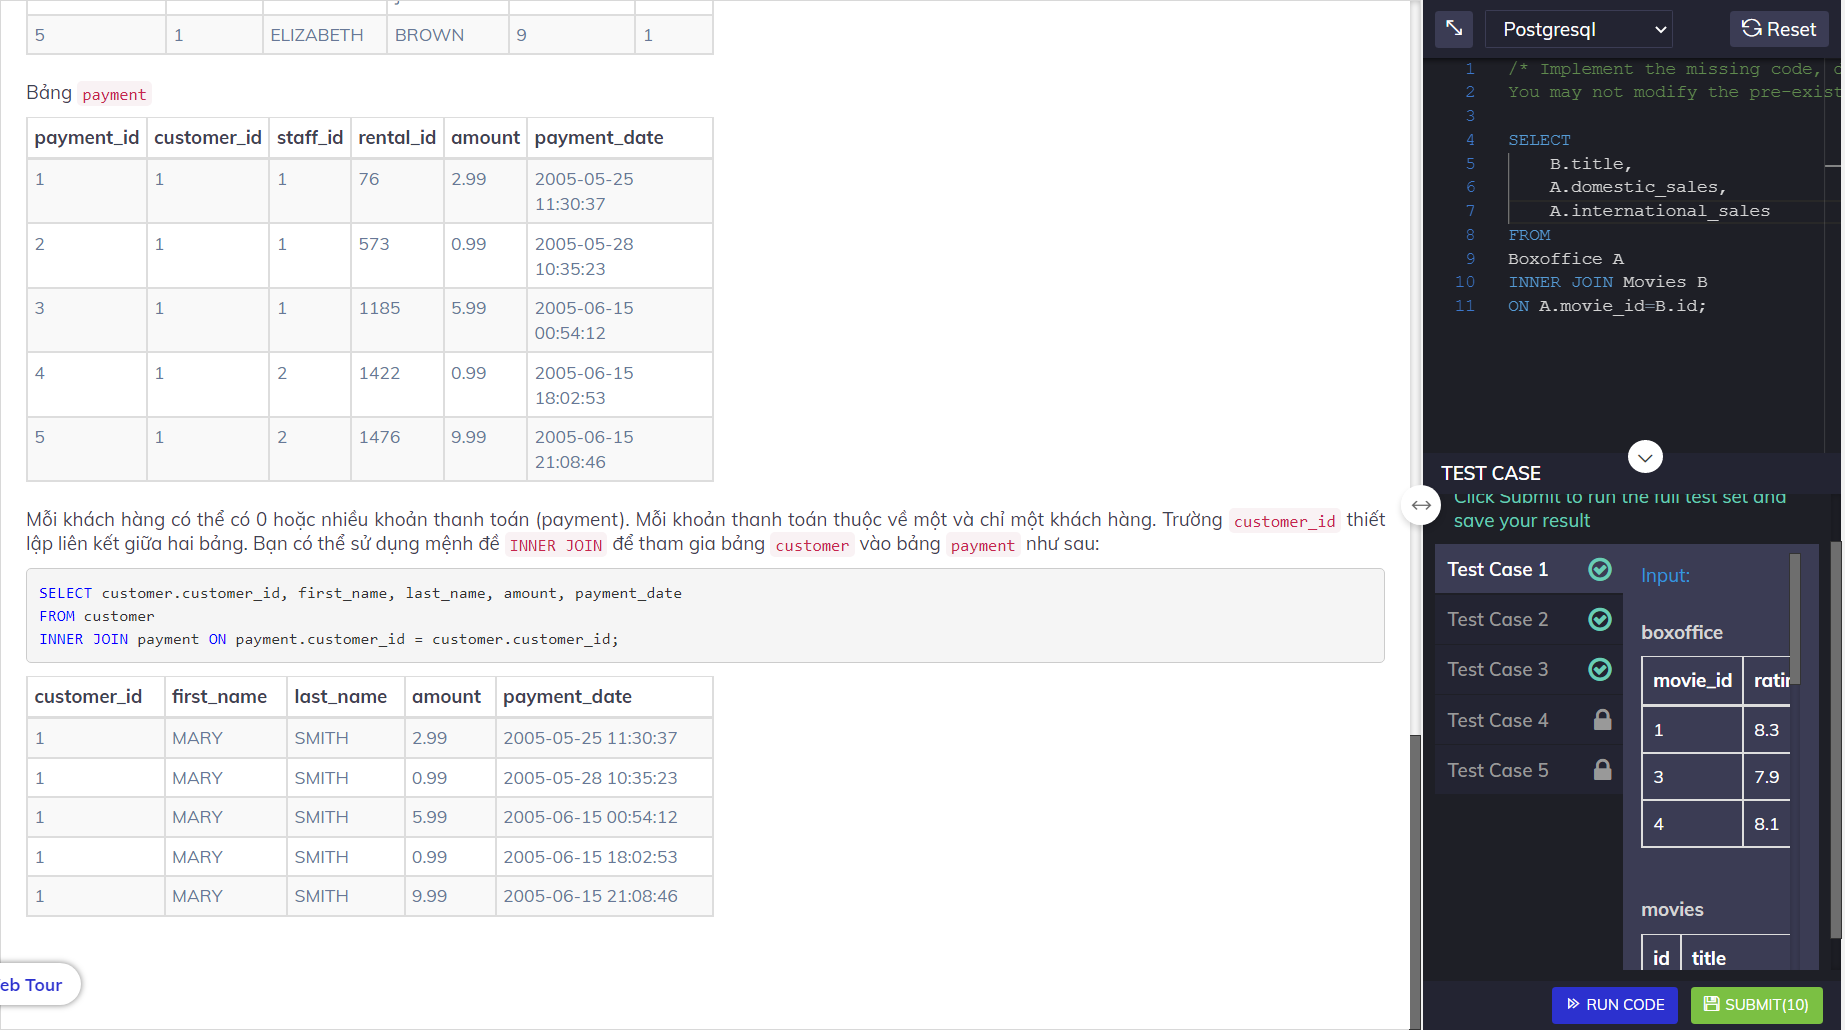 5 1 ELIZABETH BROWN 9 1
Bảng payment
payment_id customer_id staff_id rental_id amount payment_date
1 1 1 76 2.99 2005-05-25
11:30:37
2 1 1 573 0.99 2005-05-28
10:35:23
3 1 1 1185 5.99 2005-06-15
00:54:12
4 1 2 1422 0.99 2005-06-15
18:02:53
5 1 2 1476 9.99 2005-06-15
21:08:46
Mỗi khách hàng có thể có 0 hoặc nhiều khoản thanh toán (payment). Mỗi khoản thanh toán thuộc về một và chỉ một khách hàng. Trường customer_id thiết
lập liên kết giữa hai bảng. Bạn có thể sử dụng mệnh đề INNER JOIN để tham gia bảng customer vào bảng payment như sau:
SELECT customer.customer_id, first_name, last_name, amount, payment_date
FROM customer
INNER JOIN payment ON payment.customer_id = customer.customer_id;
customer_id first_name last_name amount payment_date
1 MARY SMITH 2.99 2005-05-25 11:30:37
1 MARY SMITH 0.99 2005-05-28 10:35:23
1 MARY SMITH 5.99 2005-06-15 00:54:12
1 MARY SMITH 0.99 2005-06-15 18:02:53
1 MARY SMITH 9.99 2005-06-15 21:08:46
eb Tour
Postgresql Reset
1 /* Implement the missing code, d
2 You may not modify the pre-exist
3
4 SELECT
5 B.title,
6 A.domestic_sales,
7 A.international_sales
8 FROM
9 Boxoffice A
10 INNER JOIN Movies B
11 ON A.movie_id=B.id;
TEST CASE
Click Submit to run the full test set and
save your result
Test Case 1
Test Case 2
Test Case 3
Test Case 4
Test Case 5
Input:
boxoffice
movie_id ratin
1 8.3
3 7.9
4 8.1
movies
id title
RUN CODE SUBMIT(10)